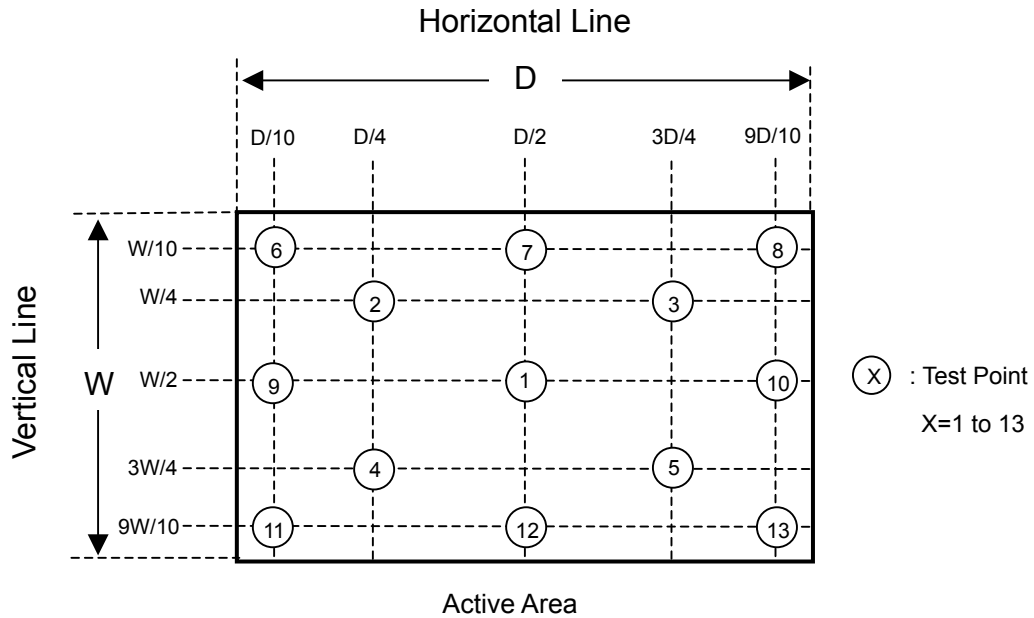 Horizontal Line
D
D/10 D/4 D/2 3D/4 9D/10
Vertical Line
W
W/10
W/4
W/2
3W/4
9W/10
6 7 8
2 3
9 1 10
4 5
11 12 13
X : Test Point
X=1 to 13
Active Area